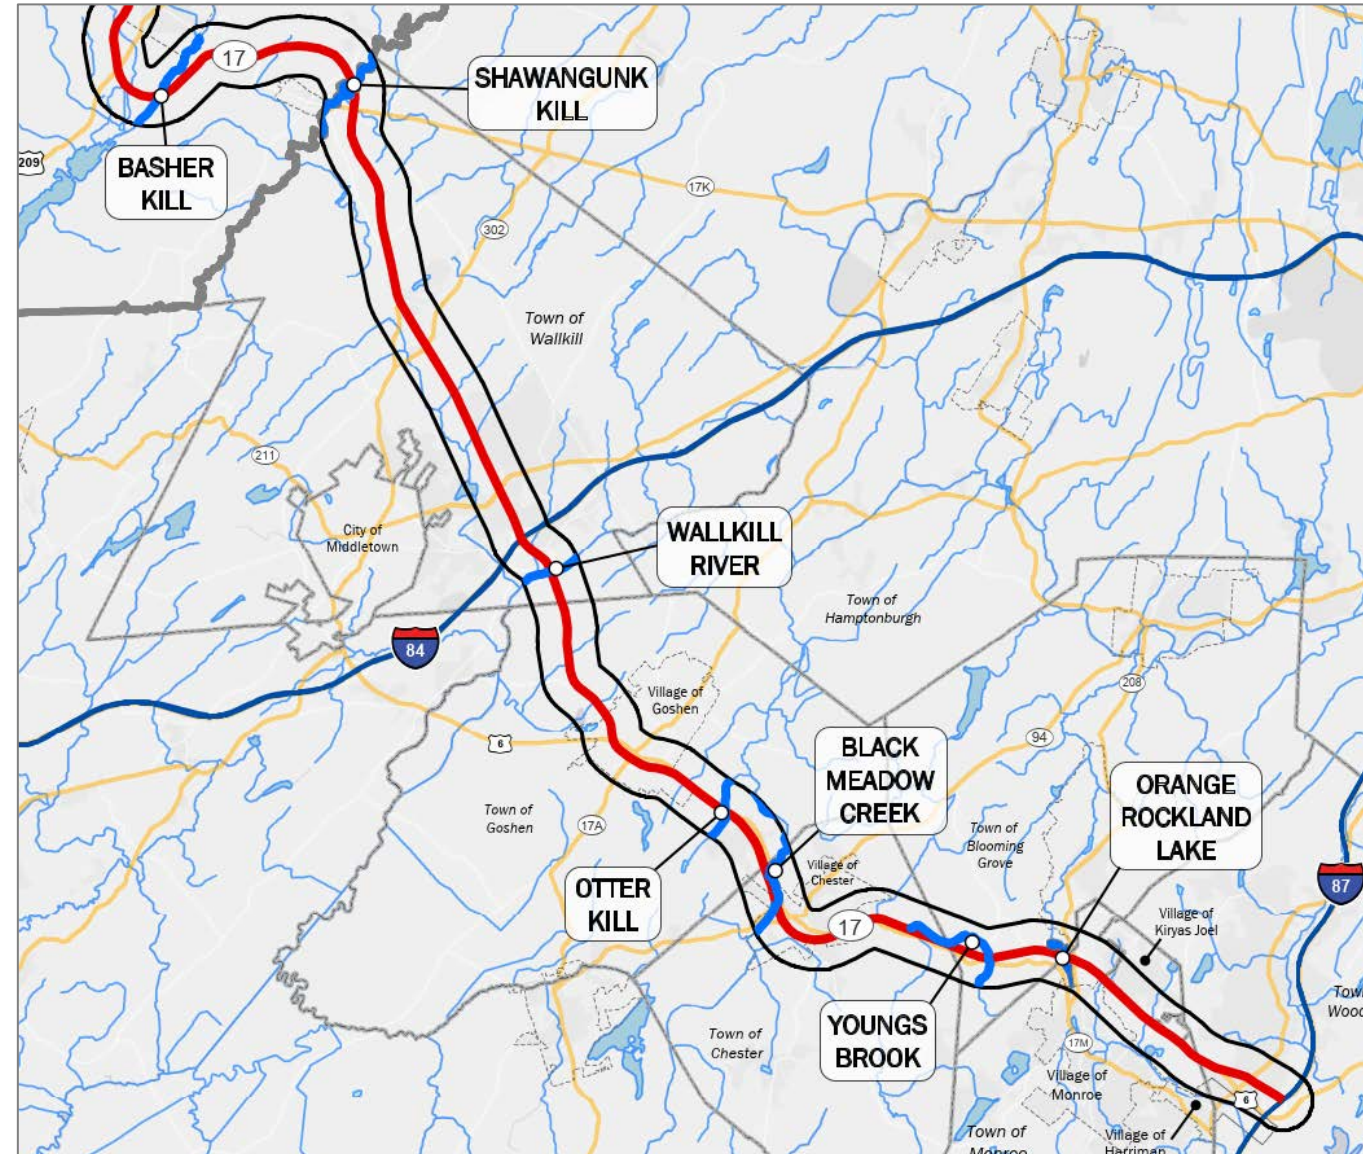 17
SHAWANGUNK
KILL
BASHER
KILL
209
17K
302
Town of
Wallkill
211
City of
Middletown
WALLKILL
RIVER
Town of
Hamptonburgh
84
208
Village of
Goshen
6
94
BLACK
MEADOW
CREEK
ORANGE
ROCKLAND
LAKE
Town of
Goshen
17A
Town of
Blooming
Grove
Village of
Chester
OTTER
KILL
87
17
Village of
Kiryas Joel
Town of
Chester
YOUNGS
BROOK
17M
Village of
Monroe
6
Town of
Monroe
Village of
Harriman